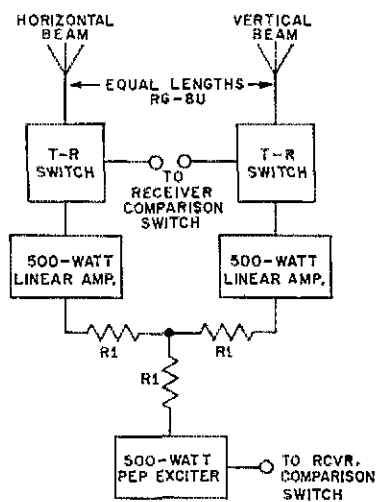 HORIZONTAL
BEAM
VERTICAL
BEAM
EQUAL LENGTHS
RG-8U
T-R
SWITCH
T-R
SWITCH
TO
RECEIVER
COMPARISON
SWITCH
500-WATT
LINEAR AMP.
500-WATT
LINEAR AMP.
R1
R1
R1
500-WATT
PEP EXCITER
TO RCVR.
COMPARISON
SWITCH